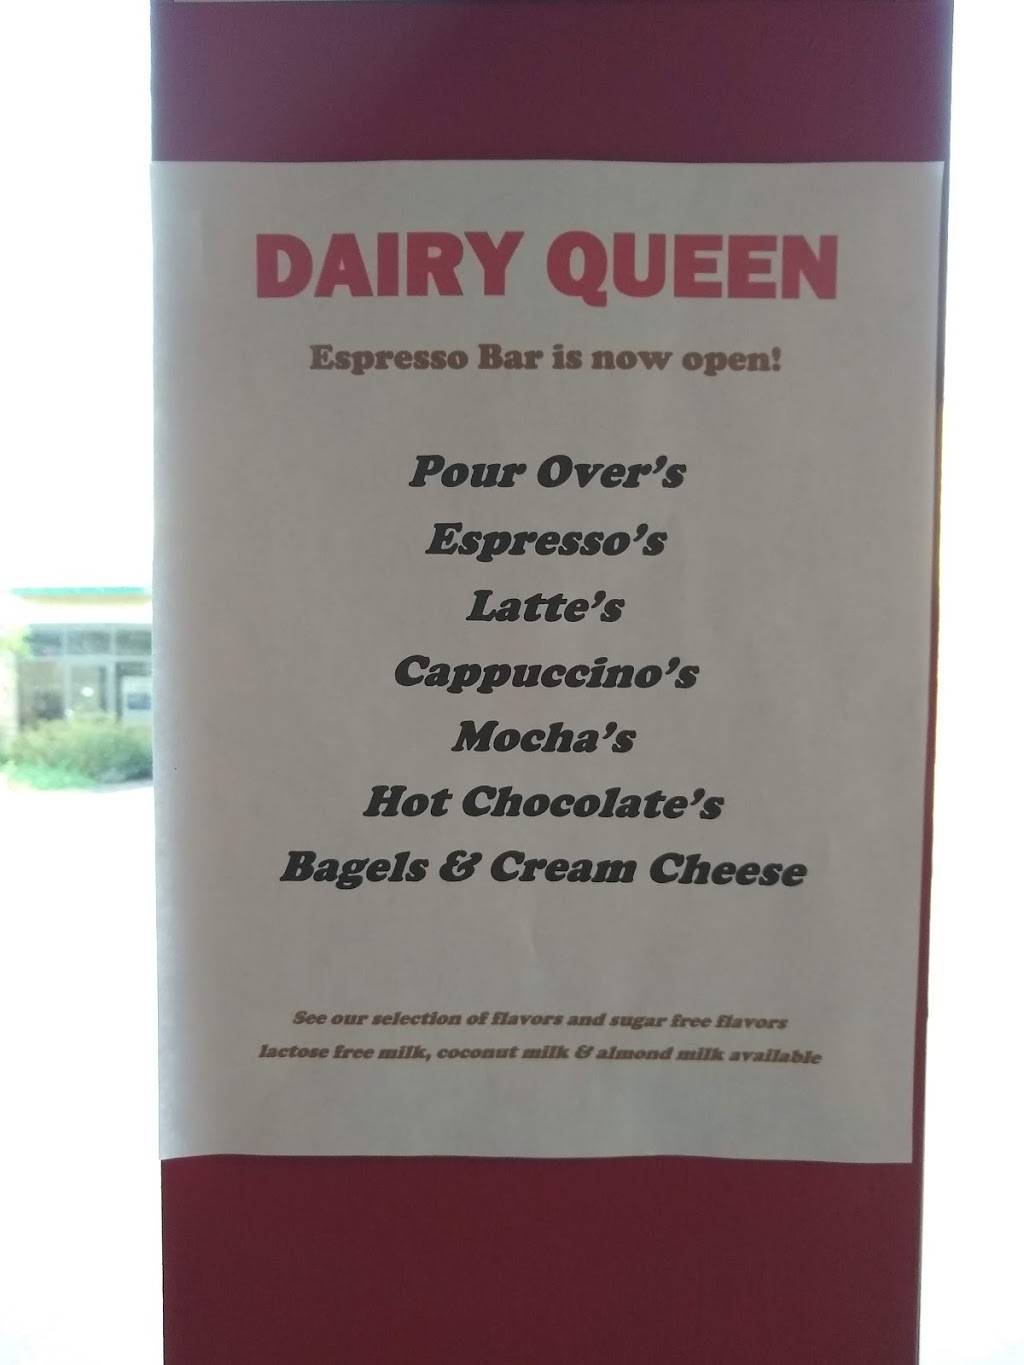 DAIRY QUEEN
Espresso Bar is now open!
Pour Over's
Espresso's
Latte's
Cappuccino's
Mocha's
Hot Chocolate's
Bagels & Cream Cheese
See our selection of flavors and sugar free flavors
lactose free milk, coconut milk & almond milk available